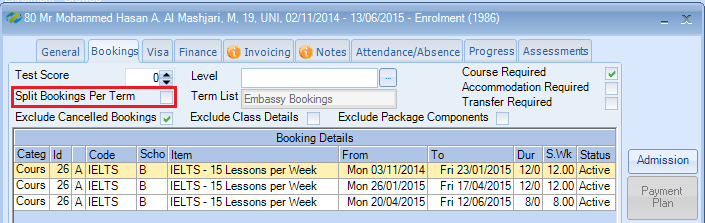 80 Mr Mohammed Hasan A. Al Mashjari, M, 19, UNI, 02/11/2014 - 13/06/2015 - Enrolment (1986)
General Bookings Visa Finance Invoicing Notes Attendance/Absence Progress Assessments
Test Score 0 Level ... Course Required
Split Bookings Per Term Term List Embassy Bookings Accommodation Required
Transfer Required
Exclude Cancelled Bookings Exclude Class Details Exclude Package Components
Booking Details
Categ Id Code Scho Item From To Dur S.Wk Status
Cours 26 A IELTS B IELTS - 15 Lessons per Week Mon 03/11/2014 Fri 23/01/2015 12/0 12.00 Active
Cours 26 A IELTS B IELTS - 15 Lessons per Week Mon 26/01/2015 Fri 17/04/2015 12/0 12.00 Active
Cours 26 A IELTS B IELTS - 15 Lessons per Week Mon 20/04/2015 Fri 12/06/2015 8/0 8.00 Active
Admission
Payment
Plan